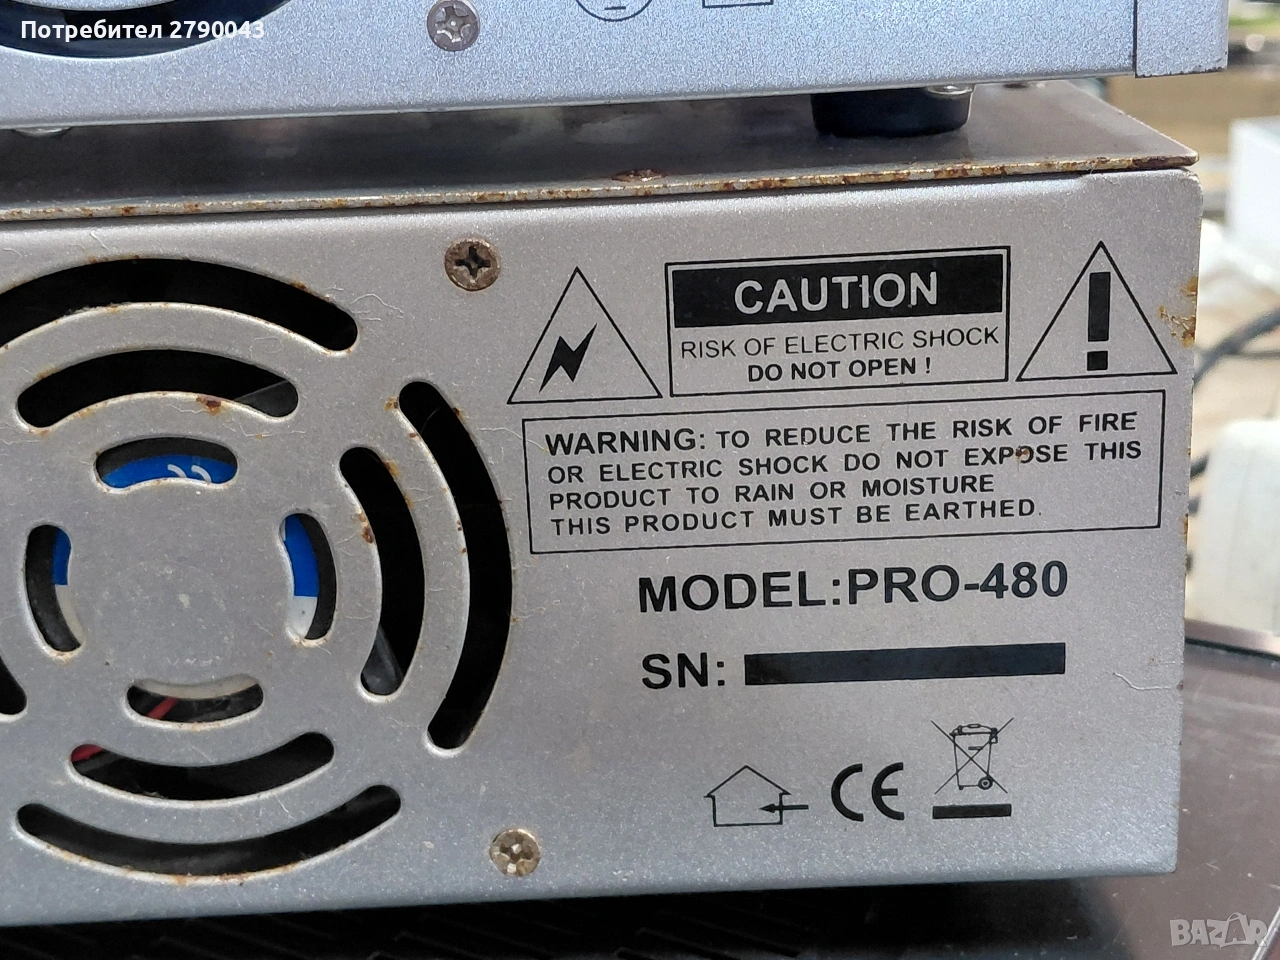 Потребител 2790043
CAUTION
RISK OF ELECTRIC SHOCK
DO NOT OPEN !
WARNING: TO REDUCE THE RISK OF FIRE
OR ELECTRIC SHOCK DO NOT EXPOSE THIS
PRODUCT TO RAIN OR MOISTURE
THIS PRODUCT MUST BE EARTHED.
MODEL:PRO-480
SN:
CE
BAZAR